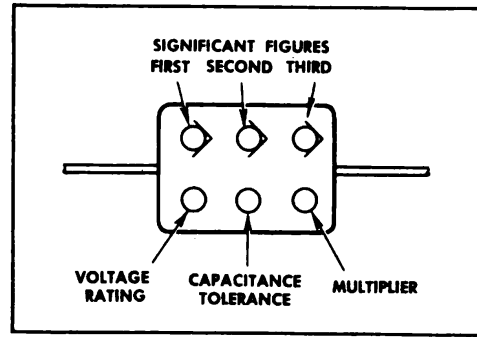 SIGNIFICANT FIGURES
FIRST SECOND THIRD
VOLTAGE
RATING
CAPACITANCE
TOLERANCE
MULTIPLIER